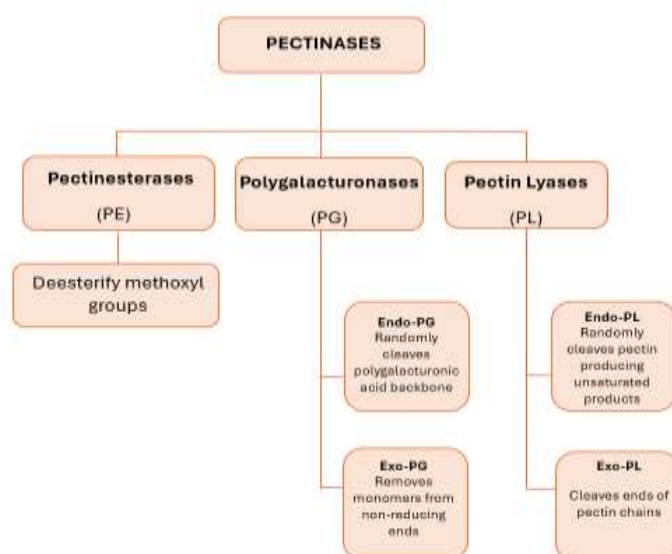 PECTINASES
Pectinesterases
(PE)
Polygalacturonases
(PG)
Pectin Lyases
(PL)
Deesterify methoxyl
groups
Endo-PG
Randomly
cleaves
polygalacturonic
acid backbone
Endo-PL
Randomly
cleaves pectin
producing
unsaturated
products
Exo-PG
Removes
monomers from
non-reducing
ends
Exo-PL
Cleaves ends of
pectin chains